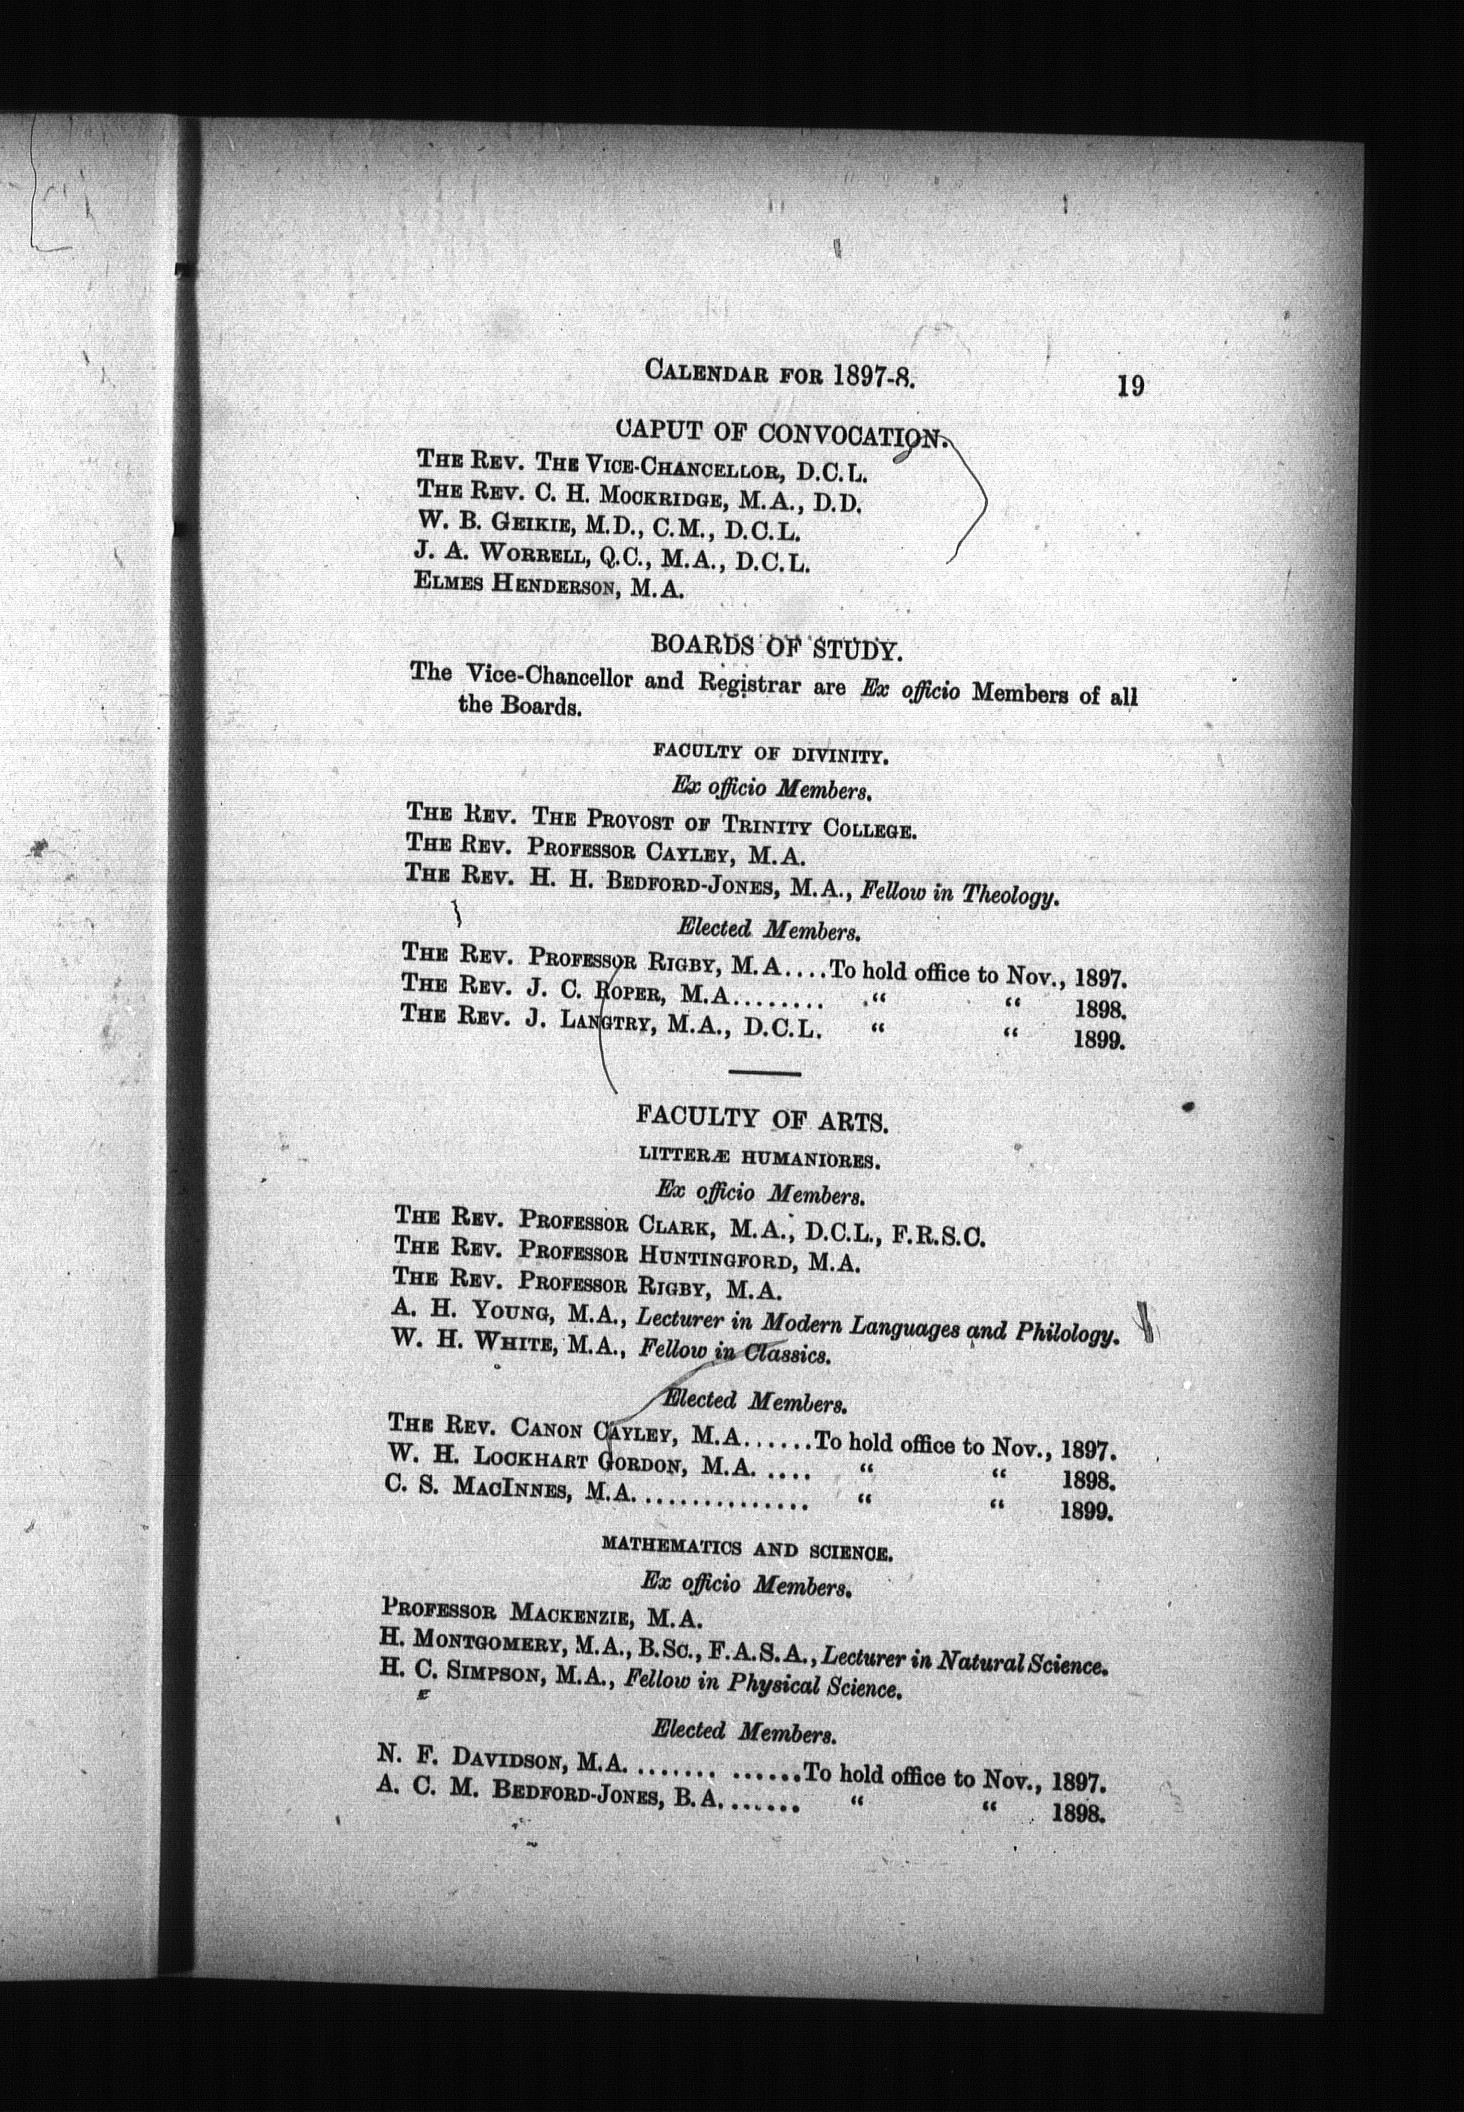 CALENDAR FOR 1897-8. 19
CAPUT OF CONVOCATION.
THE REV. THE VICE-CHANCELLOR, D.C.L.
THE REV. C. H. MOCKRIDGE, M.A., D.D.
W. B. GEIKIE, M.D., C.M., D.C.L.
J. A. WORRELL, Q.C., M.A., D.C.L.
ELMES HENDERSON, M.A.
BOARDS OF STUDY.
The Vice-Chancellor and Registrar are Ex officio Members of all
the Boards.
FACULTY OF DIVINITY.
Ex officio Members.
THE REV. THE PROVOST OF TRINITY COLLEGE.
THE REV. PROFESSOR CAYLEY, M.A.
THE REV. H. H. BEDFORD-JONES, M.A., Fellow in Theology.
Elected Members.
THE REV. PROFESSOR RIGBY, M.A....To hold office to Nov., 1897.
THE REV. J. C. ROPER, M.A........ “ “ 1898.
THE REV. J. LANGTRY, M.A., D.C.L. “ “ 1899.
FACULTY OF ARTS.
LITTERÆ HUMANIORES.
Ex officio Members.
THE REV. PROFESSOR CLARK, M.A., D.C.L., F.R.S.C.
THE REV. PROFESSOR HUNTINGFORD, M.A.
THE REV. PROFESSOR RIGBY, M.A.
A. H. YOUNG, M.A., Lecturer in Modern Languages and Philology.
W. H. WHITE, M.A., Fellow in Classics.
Elected Members.
THE REV. CANON CAYLEY, M.A......To hold office to Nov., 1897.
W. H. LOCKHART GORDON, M.A. .... “ “ 1898.
C. S. MACINNES, M.A. .............. “ “ 1899.
MATHEMATICS AND SCIENCE.
Ex officio Members.
PROFESSOR MACKENZIE, M.A.
H. MONTGOMERY, M.A., B.SC., F.A.S.A., Lecturer in Natural Science.
H. C. SIMPSON, M.A., Fellow in Physical Science.
Elected Members.
N. F. DAVIDSON, M.A. ....... ......To hold office to Nov., 1897.
A. C. M. BEDFORD-JONES, B.A. ...... “ “ 1898.